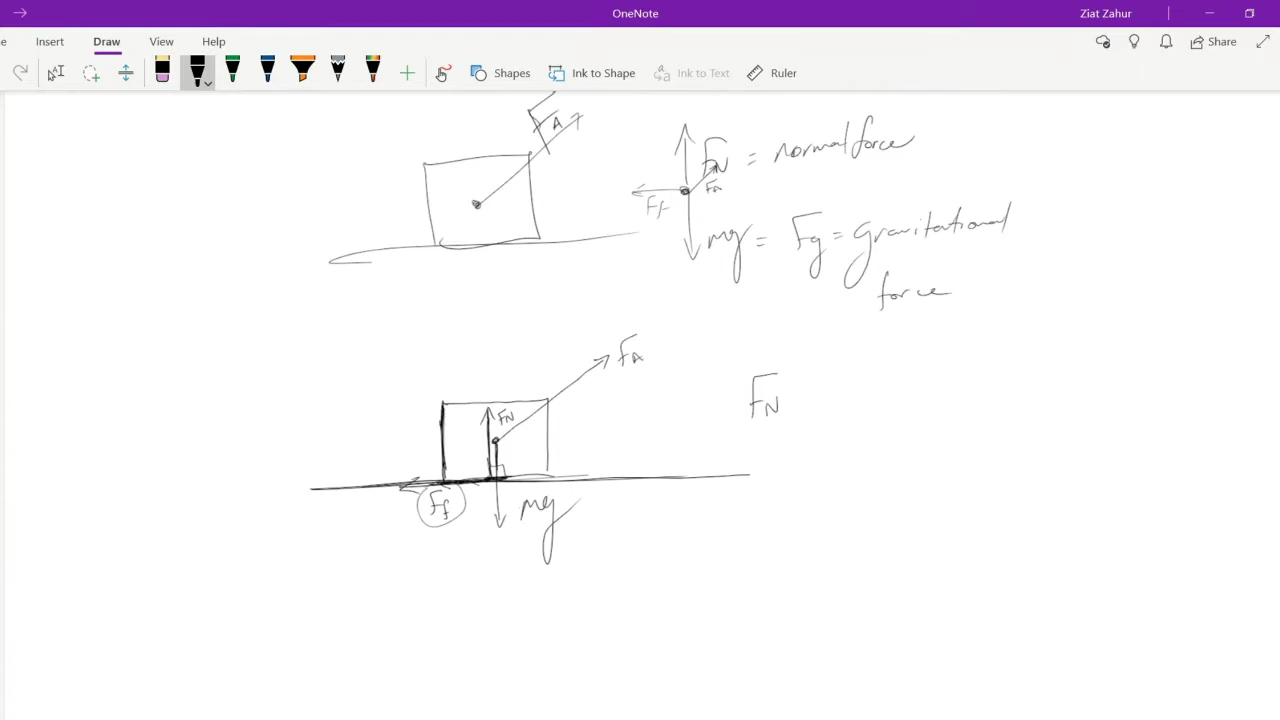 OneNote
Ziat Zahur
e
Insert
Draw
View
Help
Share
Shapes
Ink to Shape
Ink to Text
Ruler
FA
FN = normal force
FA
Ff
mg = Fg = gravitational
force
FA
FN
FN
Ff
mg